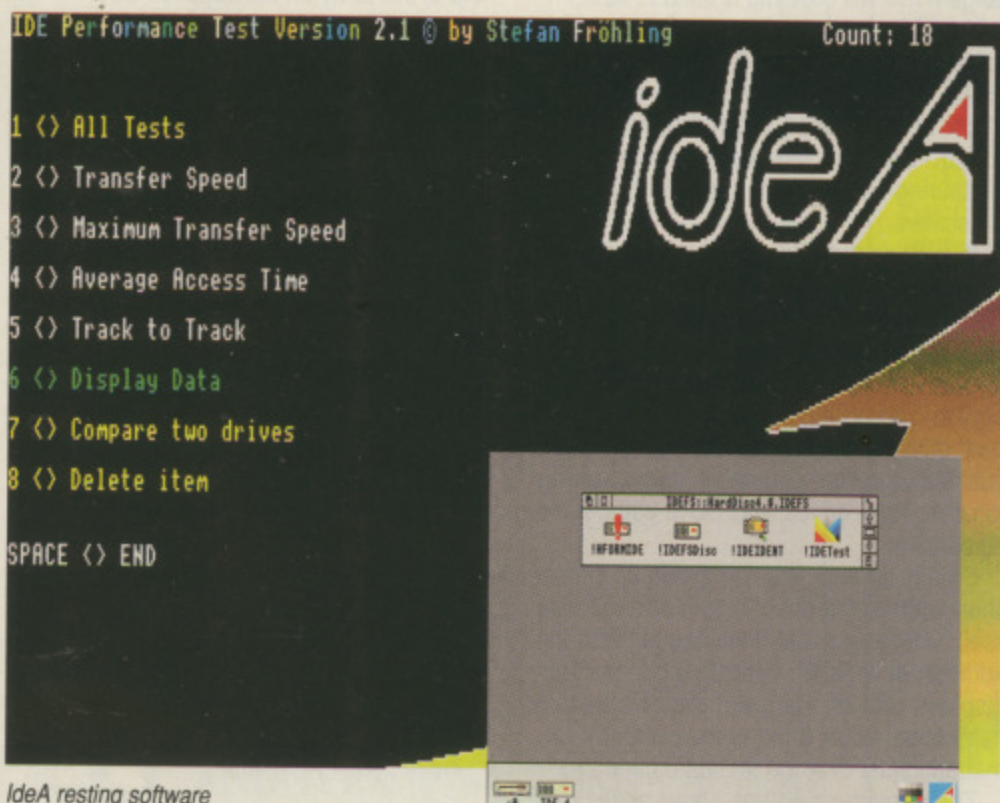 IDE Performance Test Version 2.1 © by Stefan Fröhling Count: 18
ideA
1 <> All Tests
2 <> Transfer Speed
3 <> Maximum Transfer Speed
4 <> Average Access Time
5 <> Track to Track
6 <> Display Data
7 <> Compare two drives
8 <> Delete item
SPACE <> END
IDEFS::HardDisc4.$.IDEFS
!HFORMIDE !IDEFSDisc !IDEIDENT !IDETest
IdeA resting software